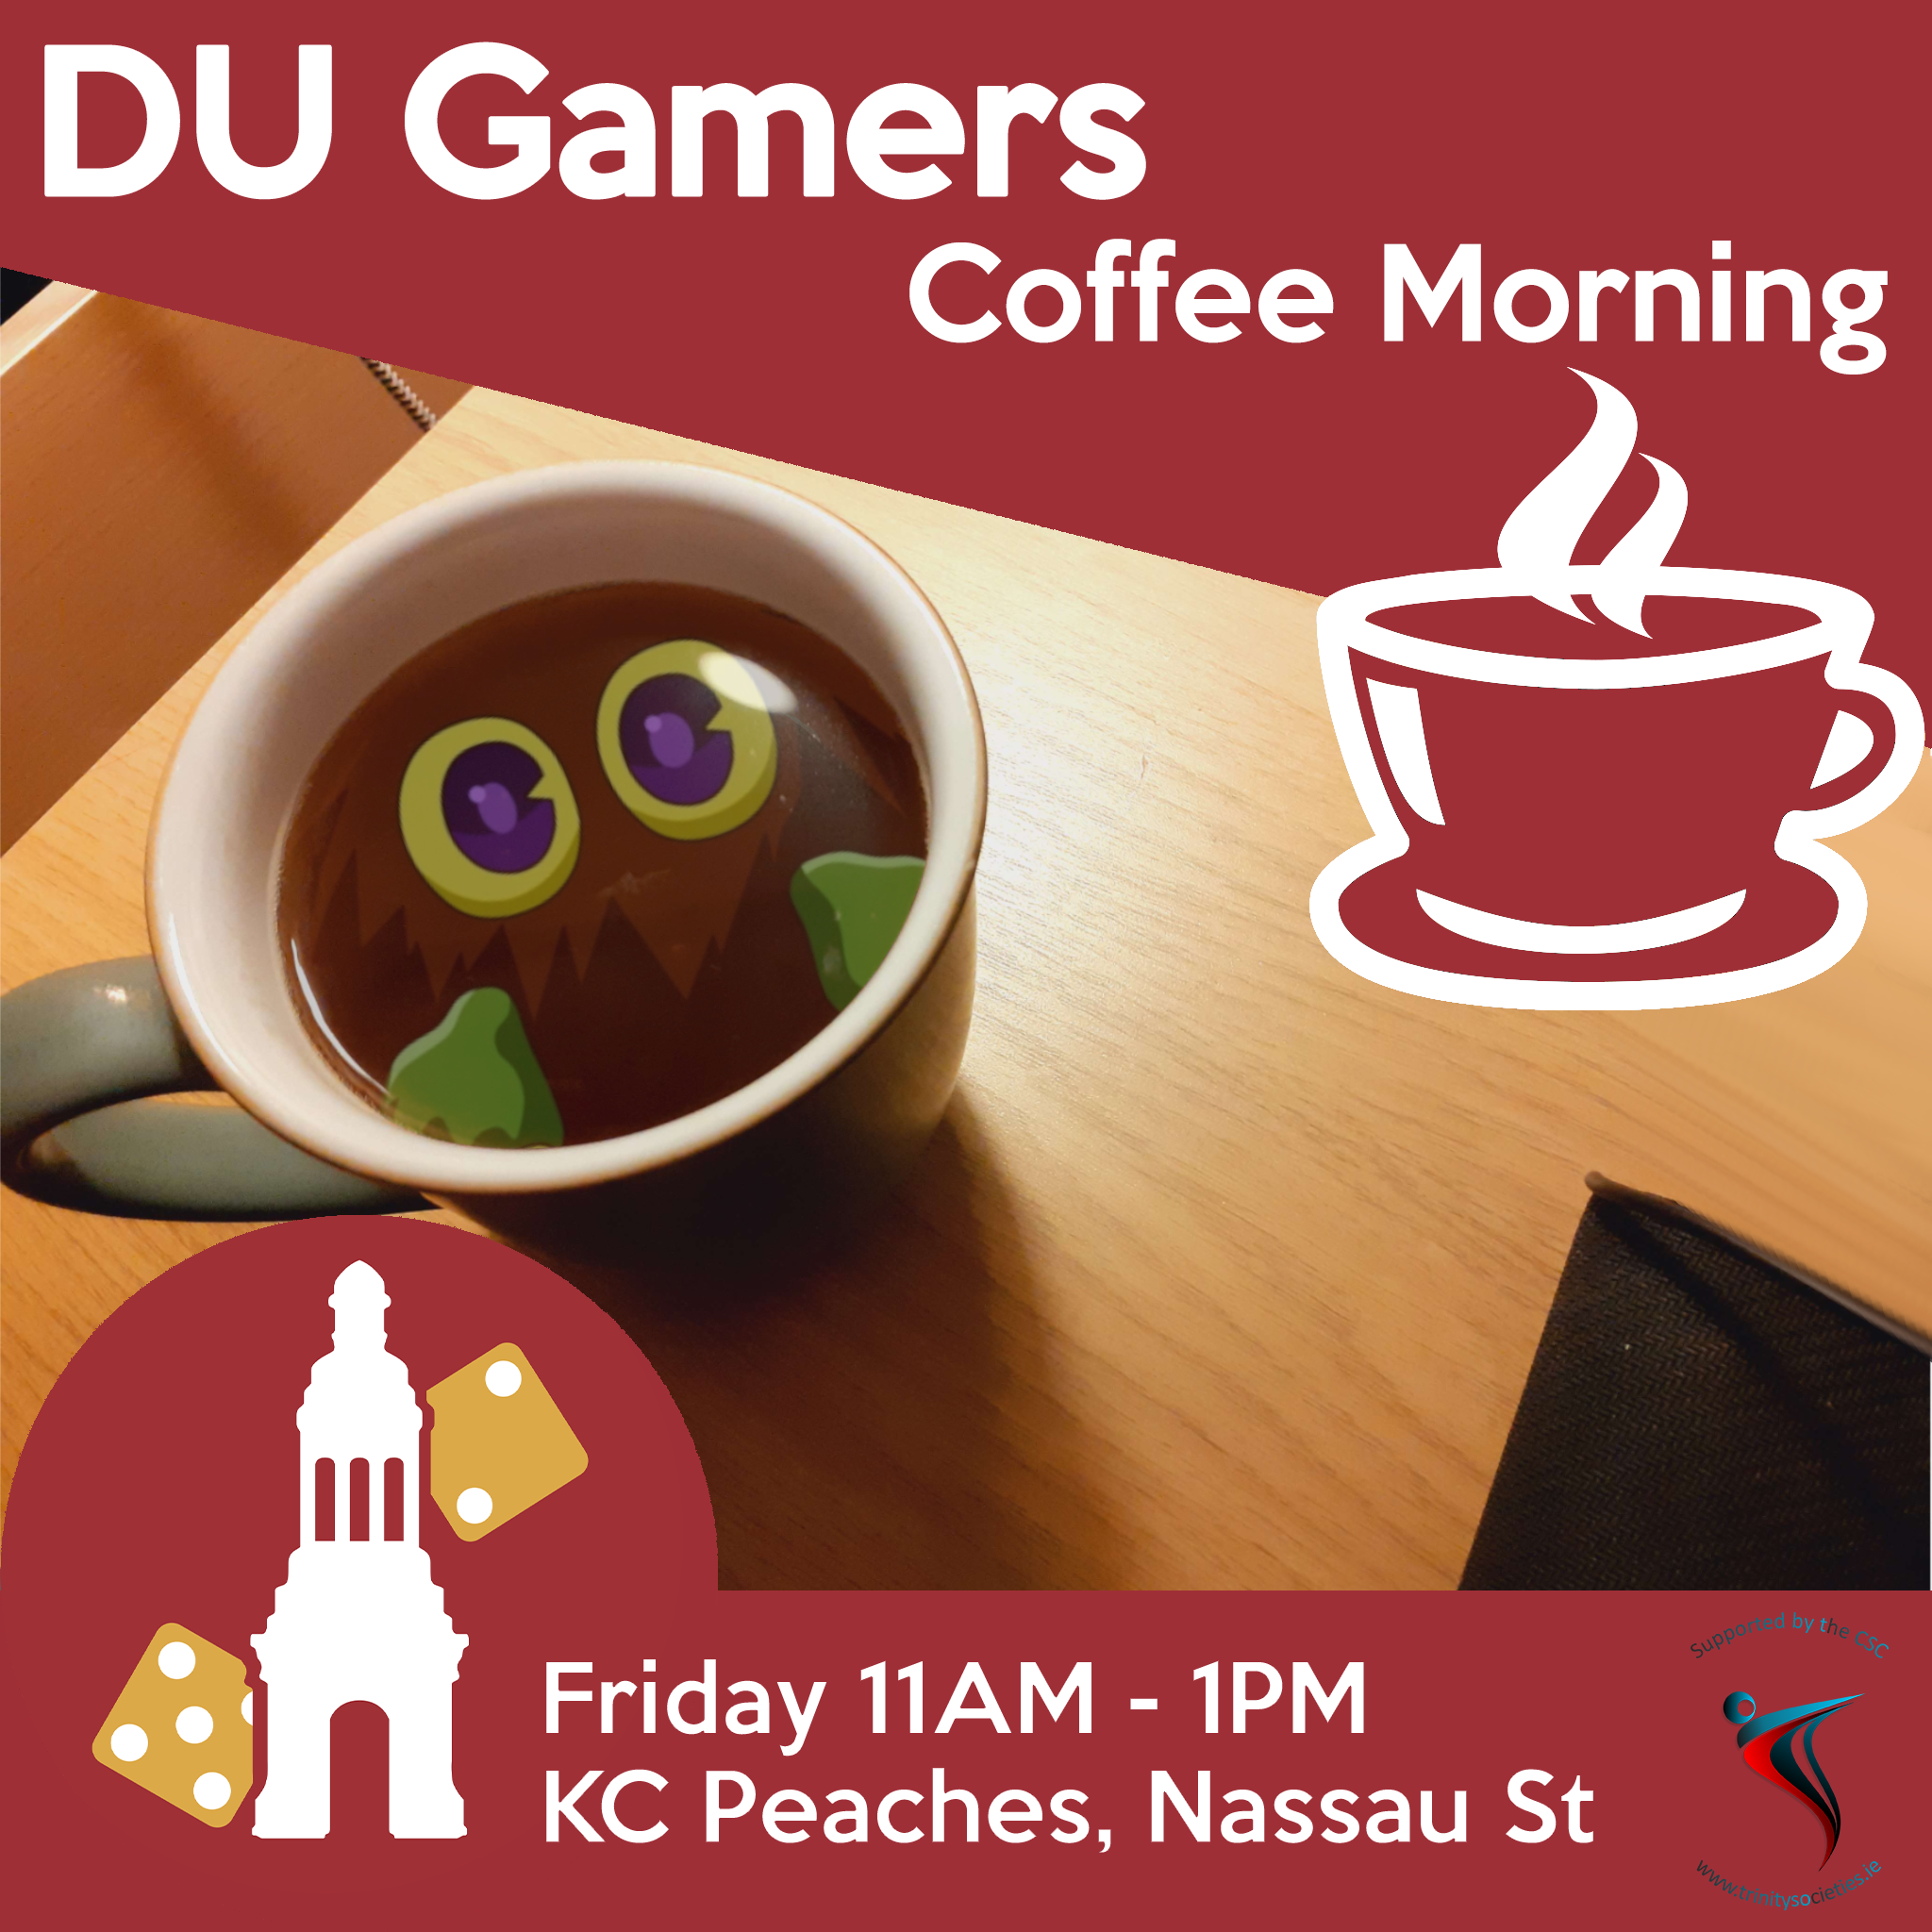 DU Gamers
Coffee Morning
Friday 11AM - 1PM
KC Peaches, Nassau St
Supported by the CSC
www.trinitysocieties.ie